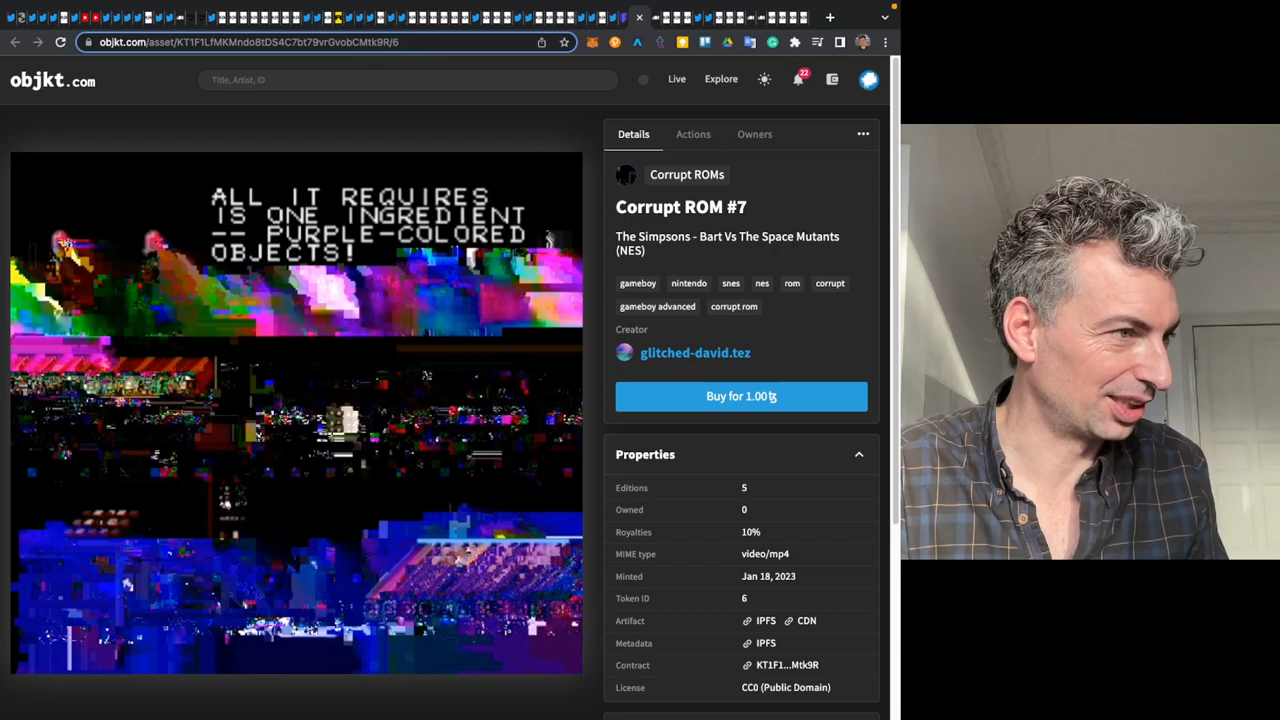 objkt.com/asset/KT1F1LfMKMndo8tDS4C7bt79vrGvobCMtk9R/6
objkt.com
Title, Artist, ID
Live
Explore
22
ALL IT REQUIRES
IS ONE INGREDIENT
-- PURPLE-COLORED
OBJECTS!
Details
Actions
Owners
Corrupt ROMs
Corrupt ROM #7
The Simpsons - Bart Vs The Space Mutants
(NES)
gameboy
nintendo
snes
nes
rom
corrupt
gameboy advanced
corrupt rom
Creator
glitched-david.tez
Buy for 1.00 ꜩ
Properties
Editions 5
Owned 0
Royalties 10%
MIME type video/mp4
Minted Jan 18, 2023
Token ID 6
Artifact IPFS CDN
Metadata IPFS
Contract KT1F1...Mtk9R
License CC0 (Public Domain)